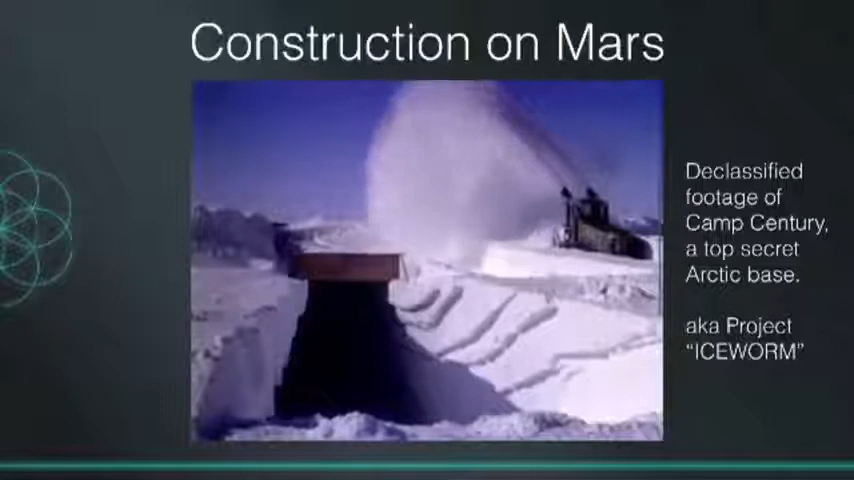 Construction on Mars
Declassified
footage of
Camp Century,
a top secret
Arctic base.
aka Project
“ICEWORM”